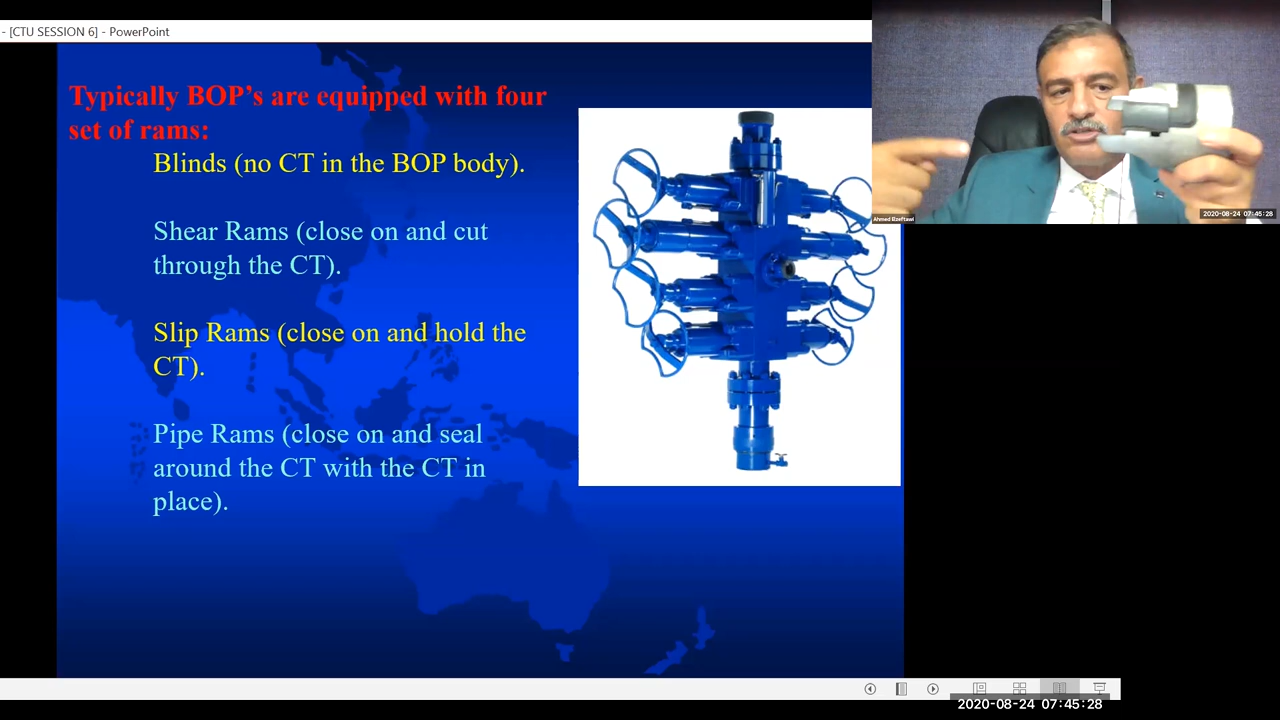 - [CTU SESSION 6] - PowerPoint
Typically BOP’s are equipped with four
set of rams:
Blinds (no CT in the BOP body).
Shear Rams (close on and cut
through the CT).
Slip Rams (close on and hold the
CT).
Pipe Rams (close on and seal
around the CT with the CT in
place).
Ahmed Elzeftawi
2020-08-24 07:45:28
2020-08-24 07:45:28